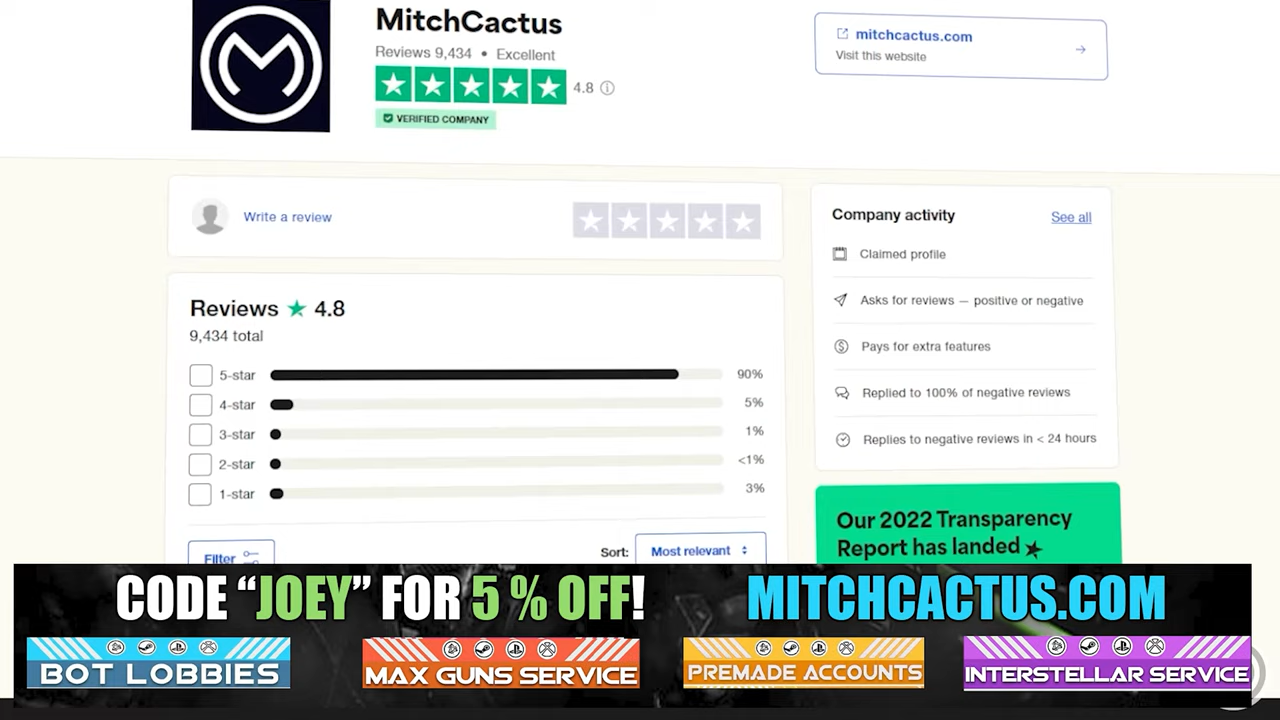 MitchCactus
Reviews 9,434 • Excellent
4.8
VERIFIED COMPANY
mitchcactus.com
Visit this website
Write a review
Company activity
See all
Claimed profile
Asks for reviews — positive or negative
Pays for extra features
Replied to 100% of negative reviews
Replies to negative reviews in < 24 hours
Reviews ★ 4.8
9,434 total
5-star 90%
4-star 5%
3-star 1%
2-star <1%
1-star 3%
Filter
Sort: Most relevant
Our 2022 Transparency
Report has landed
CODE “JOEY” FOR 5 % OFF!
MITCHCACTUS.COM
BOT LOBBIES
MAX GUNS SERVICE
PREMADE ACCOUNTS
INTERSTELLAR SERVICE